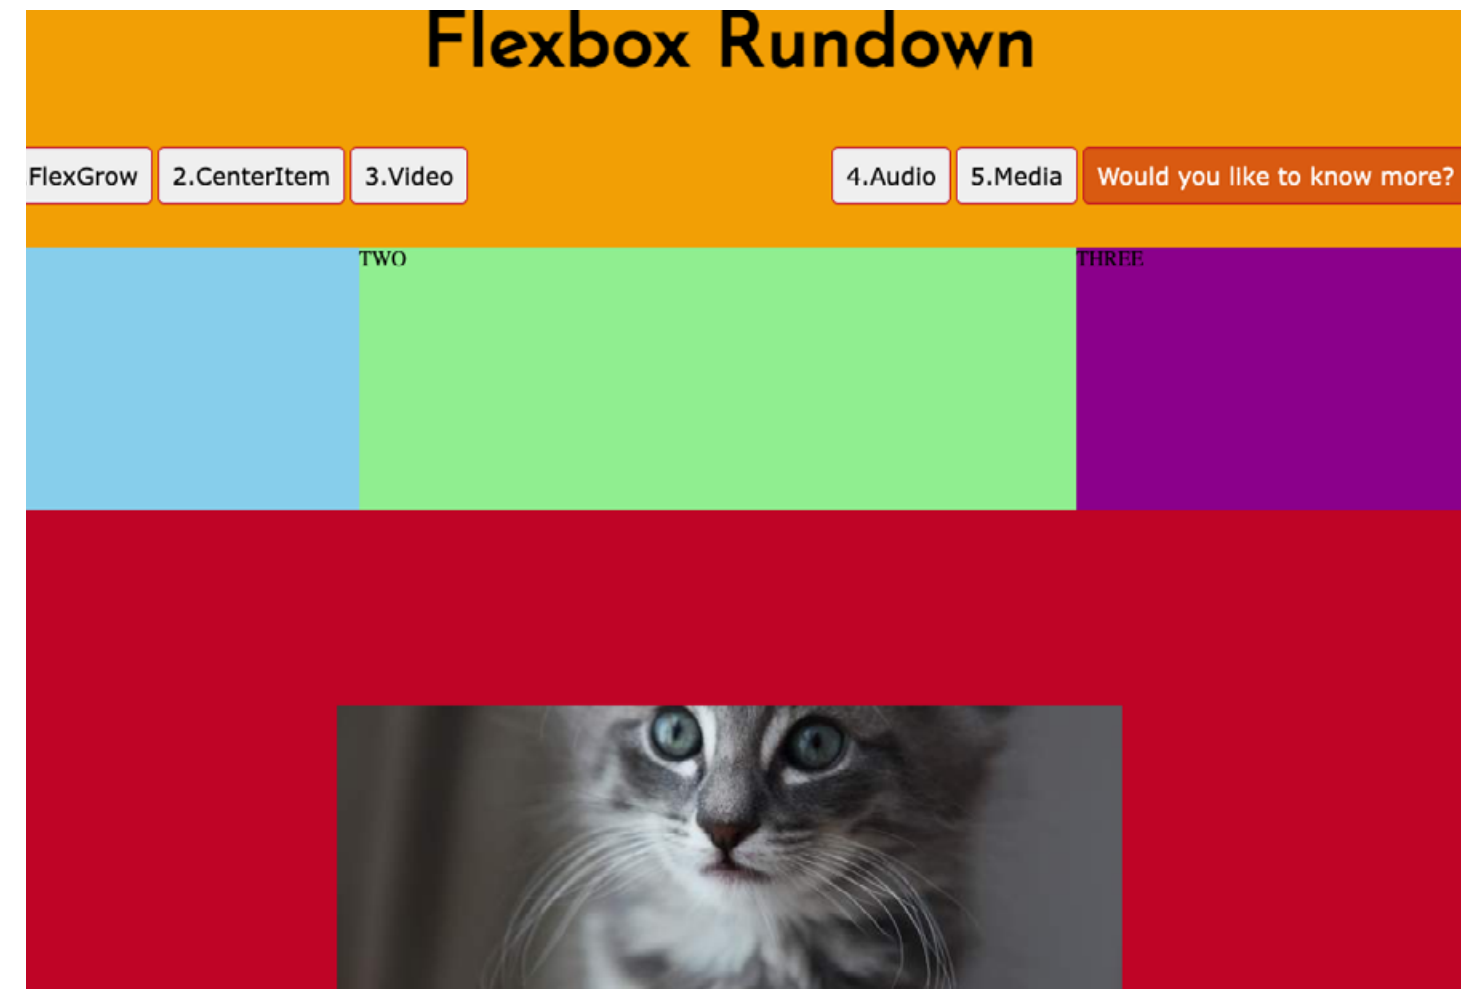 Flexbox Rundown
.FlexGrow 2.CenterItem 3.Video 4.Audio 5.Media Would you like to know more?
TWO THREE